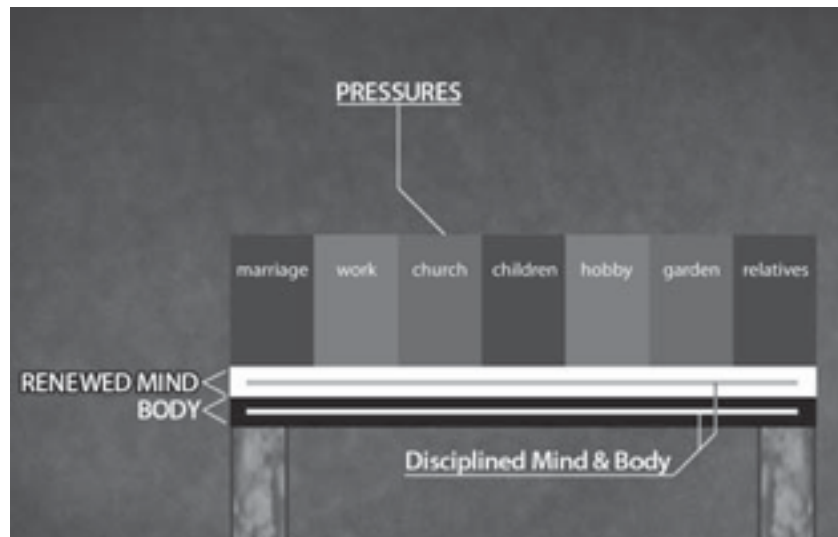 PRESSURES
marriage work church children hobby garden relatives
RENEWED MIND
BODY
Disciplined Mind & Body